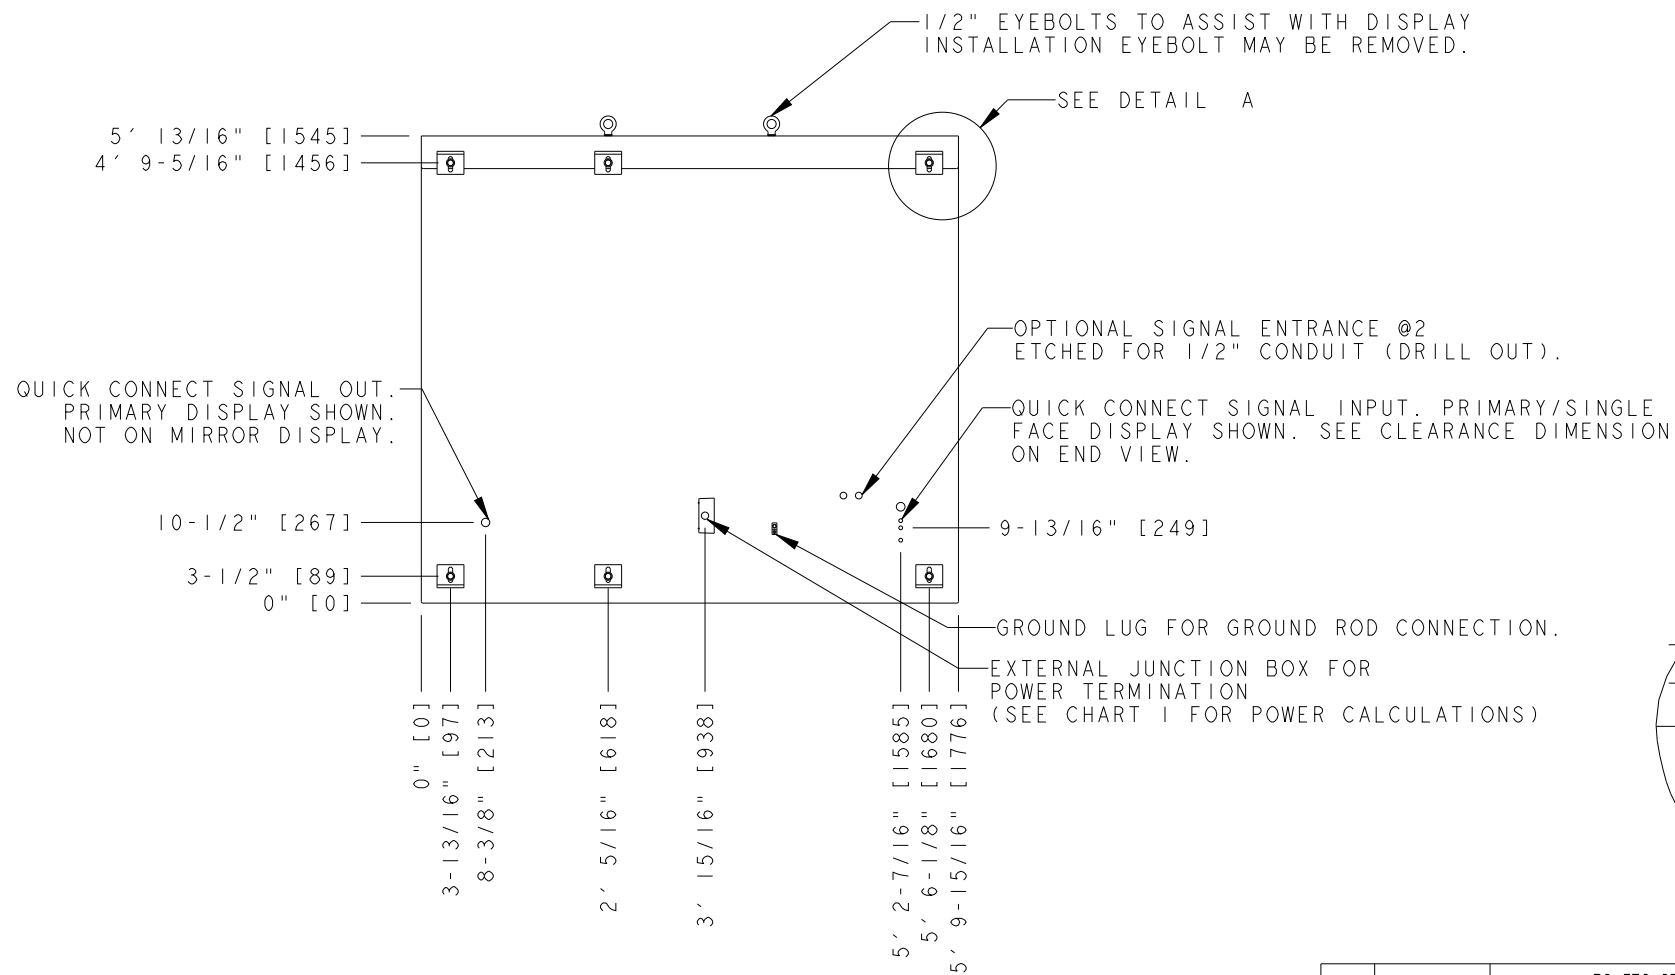 1/2" EYEBOLTS TO ASSIST WITH DISPLAY
INSTALLATION EYEBOLT MAY BE REMOVED.
SEE DETAIL A
5´ 13/16" [1545]
4´ 9-5/16" [1456]
OPTIONAL SIGNAL ENTRANCE @2
ETCHED FOR 1/2" CONDUIT (DRILL OUT).
QUICK CONNECT SIGNAL OUT.
PRIMARY DISPLAY SHOWN.
NOT ON MIRROR DISPLAY.
QUICK CONNECT SIGNAL INPUT. PRIMARY/SINGLE
FACE DISPLAY SHOWN. SEE CLEARANCE DIMENSION
ON END VIEW.
10-1/2" [267]
9-13/16" [249]
3-1/2" [89]
0" [0]
GROUND LUG FOR GROUND ROD CONNECTION.
EXTERNAL JUNCTION BOX FOR
POWER TERMINATION
(SEE CHART 1 FOR POWER CALCULATIONS)
0" [0]
3-13/16" [97]
8-3/8" [213]
2´ 5/16" [618]
3´ 15/16" [938]
5´ 2-7/16" [1585]
5´ 6-1/8" [1680]
5´ 9-15/16" [1776]